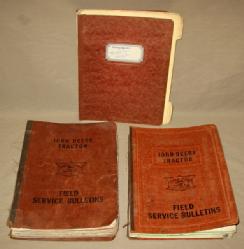 JOHN DEERE
TRACTOR
FIELD
SERVICE BULLETINS
JOHN DEERE
TRACTOR
FIELD
SERVICE BULLETINS